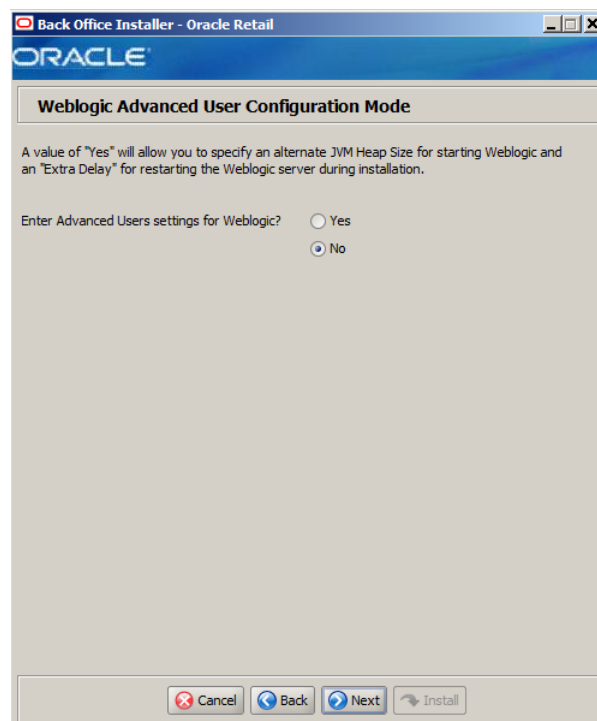 Back Office Installer - Oracle Retail
ORACLE
Weblogic Advanced User Configuration Mode
A value of "Yes" will allow you to specify an alternate JVM Heap Size for starting Weblogic and
an "Extra Delay" for restarting the Weblogic server during installation.
Enter Advanced Users settings for Weblogic? Yes
No
Cancel Back Next Install